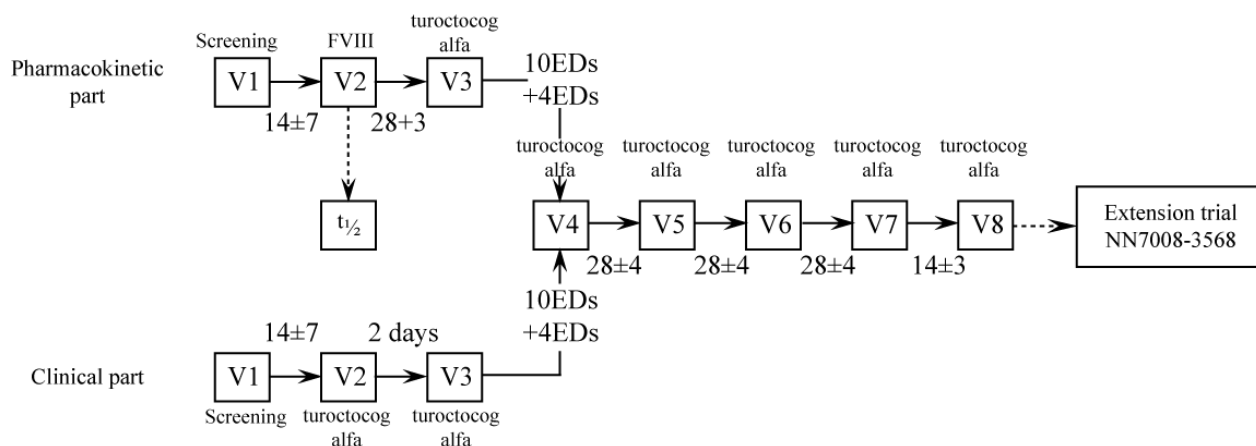 turoctocog
alfa
Screening
FVIII
Pharmacokinetic
part
V1
V2
V3
10EDs
+4EDs
14±7
28+3
turoctocog
alfa
turoctocog
alfa
turoctocog
alfa
turoctocog
alfa
turoctocog
alfa
t½
V4
V5
V6
V7
V8
Extension trial
NN7008-3568
28±4
28±4
28±4
14±3
10EDs
+4EDs
14±7
2 days
Clinical part
V1
V2
V3
Screening
turoctocog
alfa
turoctocog
alfa